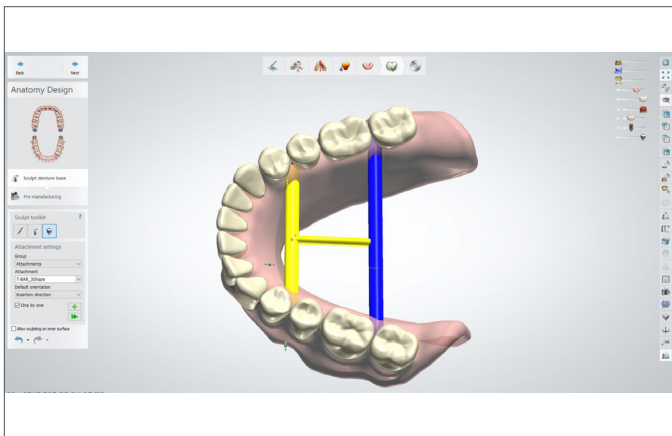 Back
Next
Anatomy Design
Sculpt denture base
Pre-manufacturing
Sculpt toolkit
Attachment settings
Group
Attachments
Attachment
T-BAR_3Shape
Default orientation
Insertion direction
One by one
Allow sculpting on inner surface